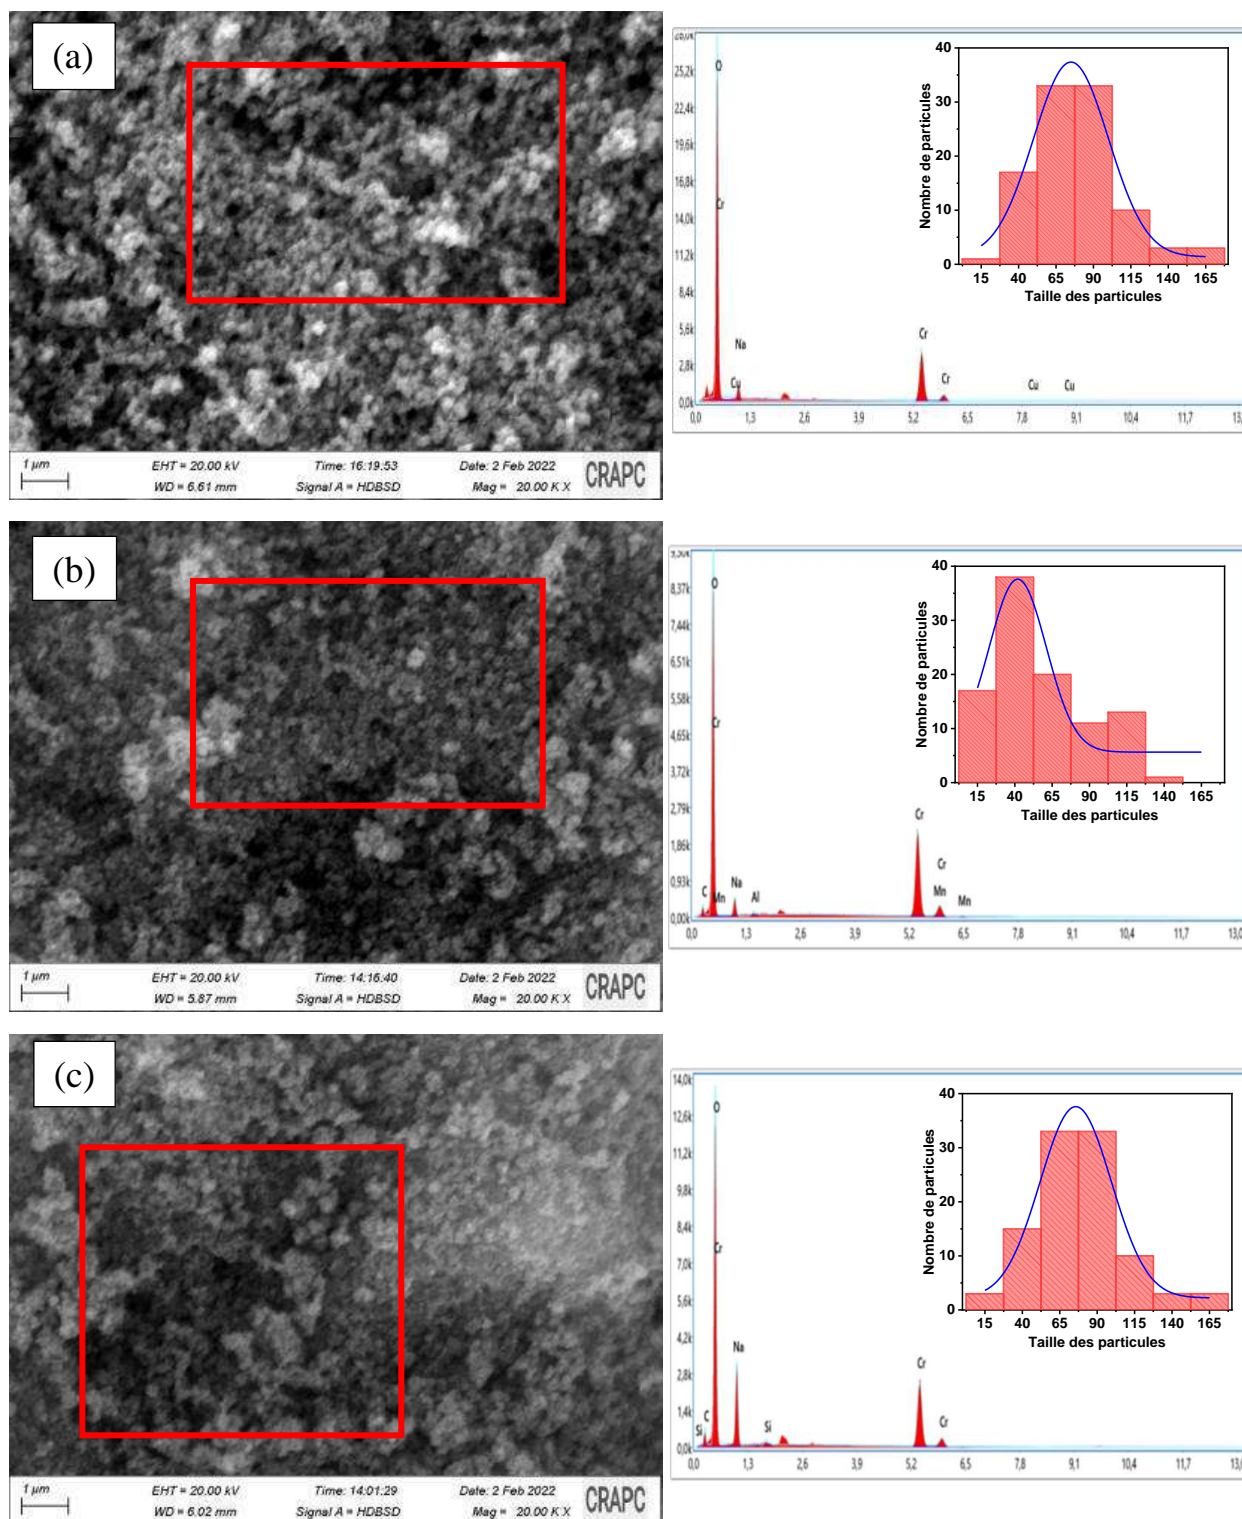 (a)
1 µm
EHT = 20.00 kV
Time: 16:19:53
Date: 2 Feb 2022
WD = 6.61 mm
Signal A = HDBSD
Mag = 20.00 K X
CRAPC
25,2k
22,4k
19,6k
16,8k
14,0k
11,2k
8,4k
5,6k
2,8k
0,0k
0,0 1,3 2,6 3,9 5,2 6,5 7,8 9,1 10,4 11,7 13,
O
Cr
Na
Cu
Cr
Cr
Cu
Cu
Nombre de particules
40
30
20
10
0
15 40 65 90 115 140 165
Taille des particules
(b)
1 µm
EHT = 20.00 kV
Time: 14:16:40
Date: 2 Feb 2022
WD = 5.87 mm
Signal A = HDBSD
Mag = 20.00 K X
CRAPC
9,30k
8,37k
7,44k
6,51k
5,58k
4,65k
3,72k
2,79k
1,86k
0,93k
0,00k
0,0 1,3 2,6 3,9 5,2 6,5 7,8 9,1 10,4 11,7 13,0
O
Cr
C
Mn
Na
Al
Cr
Cr
Mn
Mn
Nombre de particules
40
30
20
10
0
15 40 65 90 115 140 165
Taille des particules
(c)
1 µm
EHT = 20.00 kV
Time: 14:01:29
Date: 2 Feb 2022
WD = 6.02 mm
Signal A = HDBSD
Mag = 20.00 K X
CRAPC
14,0k
12,6k
11,2k
9,8k
8,4k
7,0k
5,6k
4,2k
2,8k
1,4k
0,0k
0,0 1,3 2,6 3,9 5,2 6,5 7,8 9,1 10,4 11,7 13,0
O
Cr
Na
C
Si
Si
Cr
Cr
Nombre de particules
40
30
20
10
0
15 40 65 90 115 140 165
Taille des particules